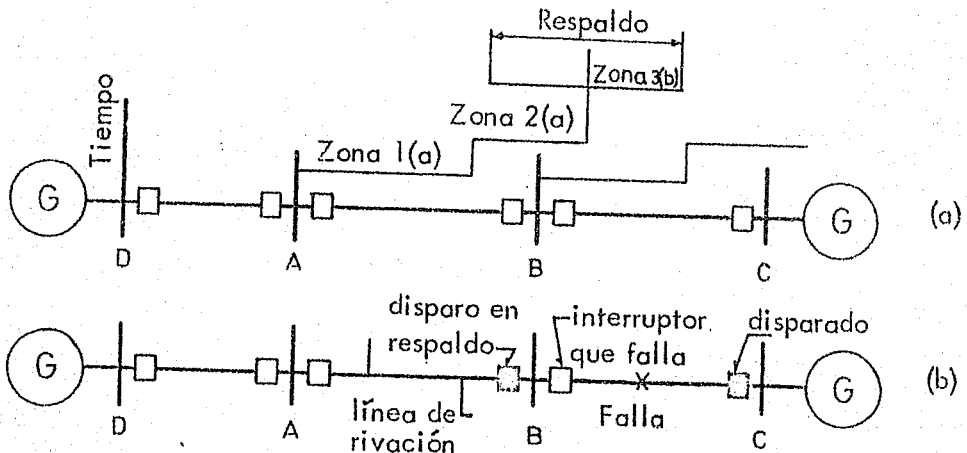 Respaldo
Tiempo
Zona 3(b)
Zona 2(a)
Zona 1(a)
G
G
(a)
D
A
B
C
disparo en
respaldo
interruptor
que falla
disparado
G
G
(b)
línea de
rivación
Falla
D
A
B
C